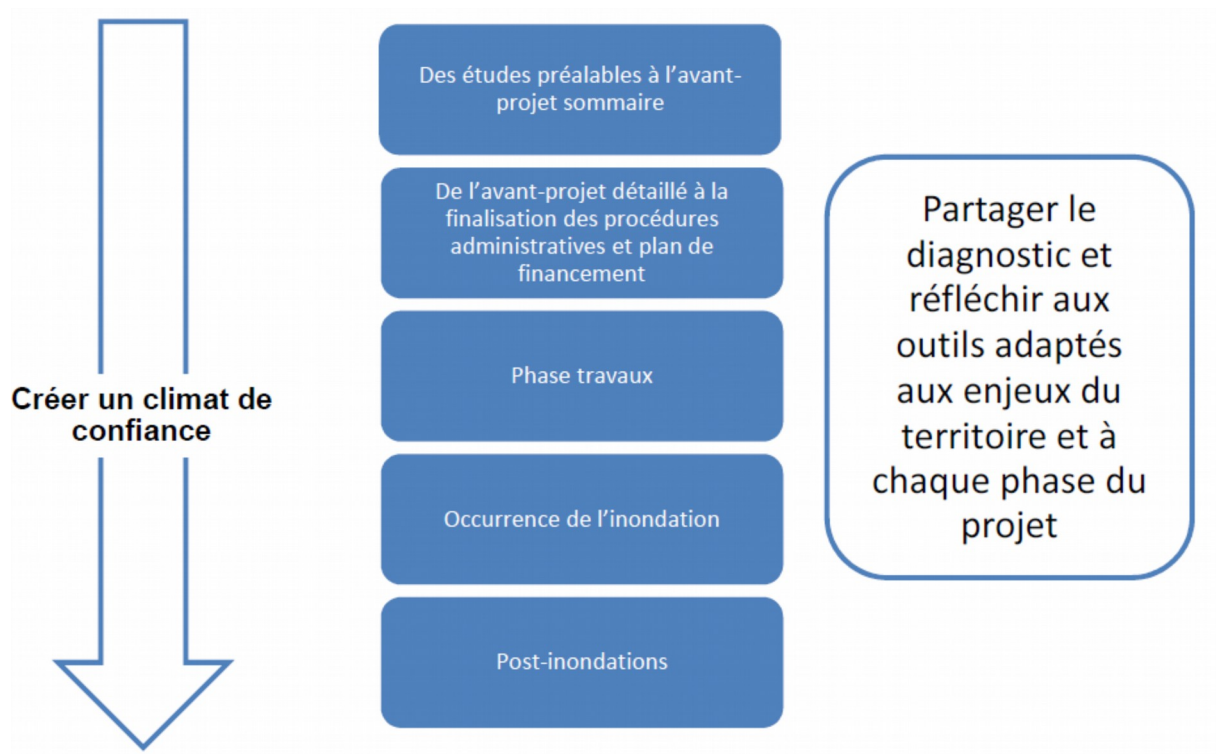 Des études préalables à l’avant-
projet sommaire
De l’avant-projet détaillé à la
finalisation des procédures
administratives et plan de
financement
Phase travaux
Occurrence de l’inondation
Post-inondations
Créer un climat de
confiance
Partager le
diagnostic et
réfléchir aux
outils adaptés
aux enjeux du
territoire et à
chaque phase du
projet